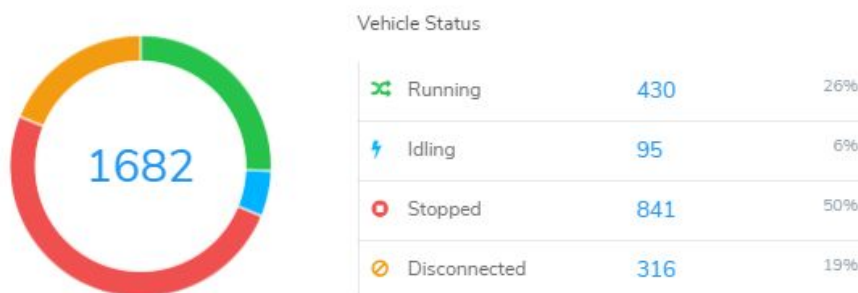 Vehicle Status
1682
Running 430 26%
Idling 95 6%
Stopped 841 50%
Disconnected 316 19%